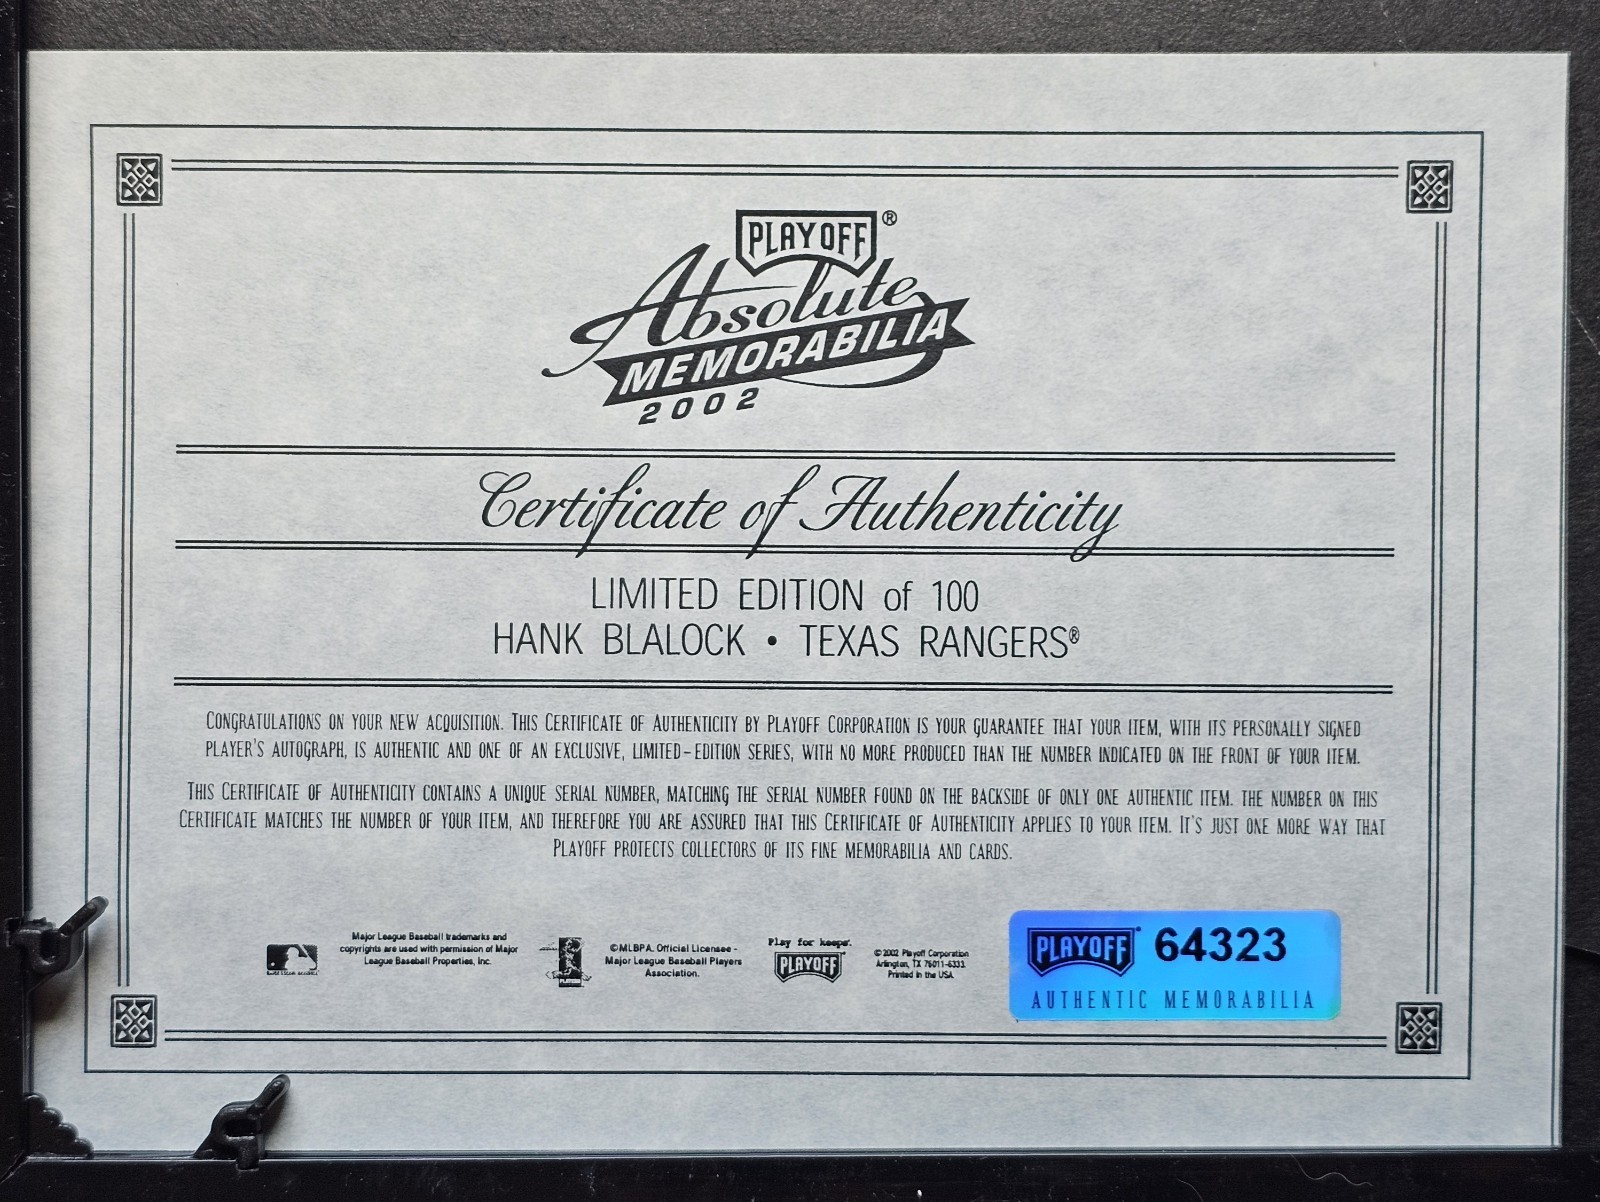 PLAYOFF®
Absolute
MEMORABILIA
2002
Certificate of Authenticity
LIMITED EDITION of 100
HANK BLALOCK • TEXAS RANGERS®
CONGRATULATIONS ON YOUR NEW ACQUISITION. THIS CERTIFICATE OF AUTHENTICITY BY PLAYOFF CORPORATION IS YOUR GUARANTEE THAT YOUR ITEM, WITH ITS PERSONALLY SIGNED
PLAYER'S AUTOGRAPH, IS AUTHENTIC AND ONE OF AN EXCLUSIVE, LIMITED-EDITION SERIES, WITH NO MORE PRODUCED THAN THE NUMBER INDICATED ON THE FRONT OF YOUR ITEM.
THIS CERTIFICATE OF AUTHENTICITY CONTAINS A UNIQUE SERIAL NUMBER, MATCHING THE SERIAL NUMBER FOUND ON THE BACKSIDE OF ONLY ONE AUTHENTIC ITEM. THE NUMBER ON THIS
CERTIFICATE MATCHES THE NUMBER OF YOUR ITEM, AND THEREFORE YOU ARE ASSURED THAT THIS CERTIFICATE OF AUTHENTICITY APPLIES TO YOUR ITEM. IT'S JUST ONE MORE WAY THAT
PLAYOFF PROTECTS COLLECTORS OF ITS FINE MEMORABILIA AND CARDS.
Major League Baseball trademarks and
copyrights are used with permission of Major
League Baseball Properties, Inc.
PLAYERS
©MLBPA. Official Licensee -
Major League Baseball Players
Association.
Play for keeps.
PLAYOFF
© 2002 Playoff Corporation
Arlington, TX 76011-6333.
Printed in the USA.
PLAYOFF 64323
AUTHENTIC MEMORABILIA